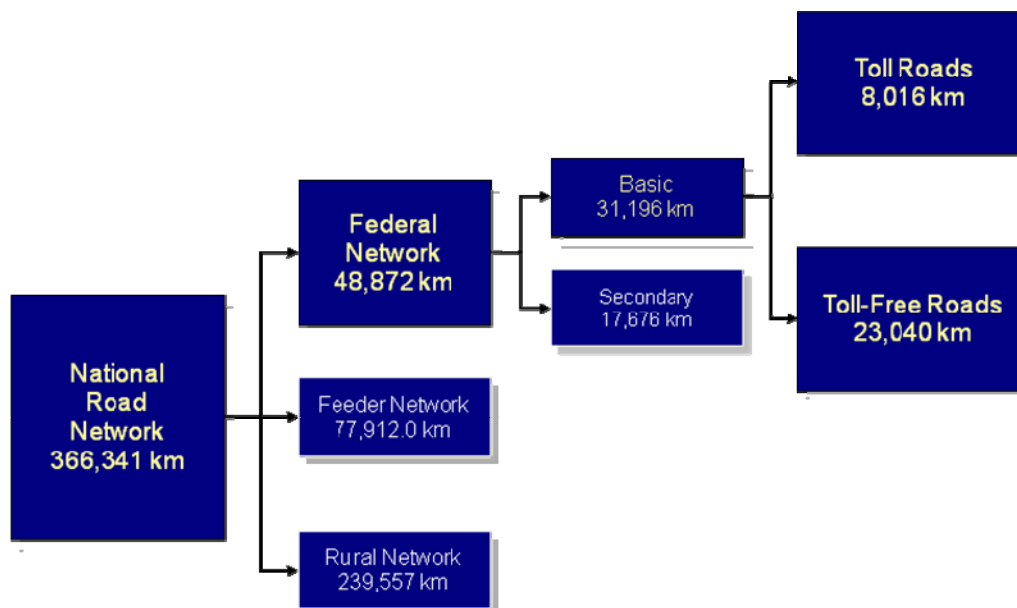 Toll Roads
8,016 km
Basic
31,196 km
Federal
Network
48,872 km
Secondary
17,676 km
Toll-Free Roads
23,040 km
National
Road
Network
366,341 km
Feeder Network
77,912.0 km
Rural Network
239,557 km